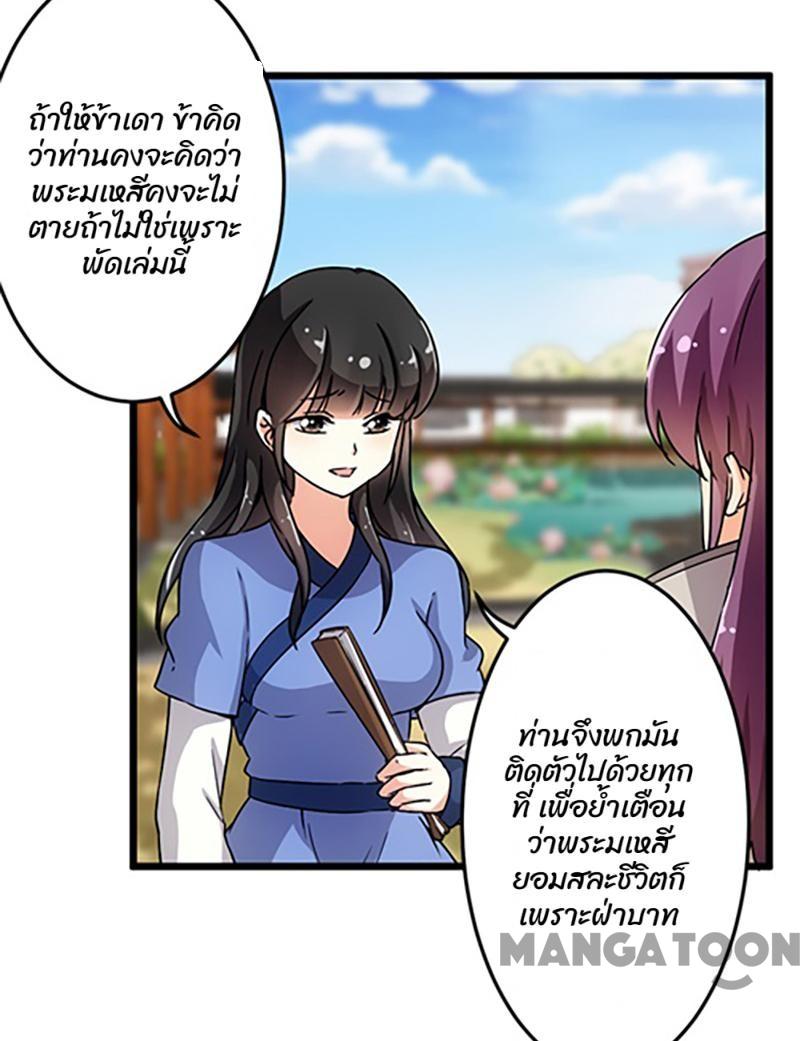 ถ้าให้ข้าเดา ข้าคิด
ว่าท่านคงจะคิดว่า
พระมเหสีคงจะไม่
ตายถ้าไม่ใช่เพราะ
พัดเล่มนี้
ท่านจึงพกมัน
ติดตัวไปด้วยทุก
ที่ เพื่อย้ำเตือน
ว่าพระมเหสี
ยอมสละชีวิตก็
เพราะฝ่าบาท
MANGATOON